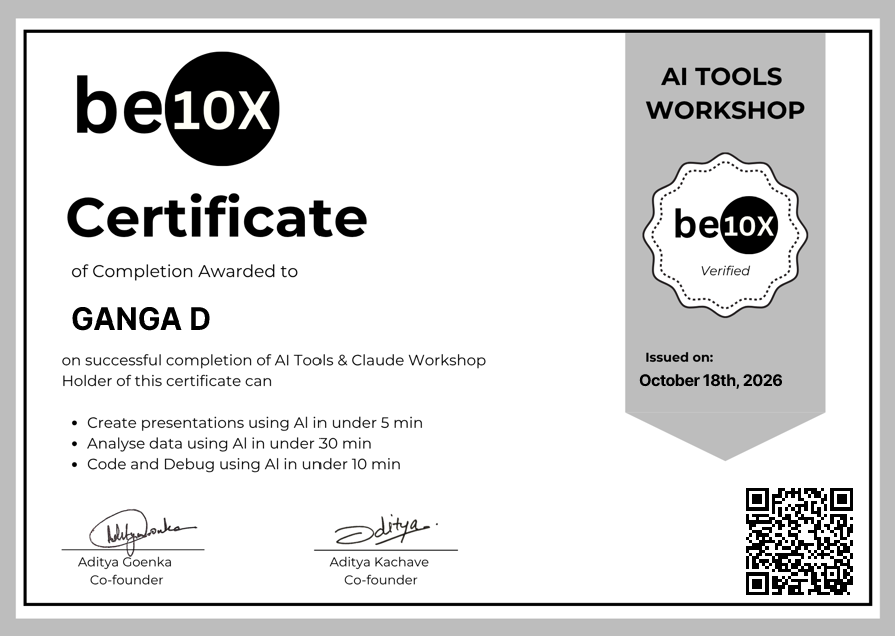 be10X
Certificate
of Completion Awarded to
GANGA D
on successful completion of AI Tools & Claude Workshop
Holder of this certificate can
• Create presentations using AI in under 5 min
• Analyse data using AI in under 30 min
• Code and Debug using AI in under 10 min
Aditya Goenka
Co-founder
Aditya
Aditya Kachave
Co-founder
AI TOOLS
WORKSHOP
be10X
Verified
Issued on:
October 18th, 2026